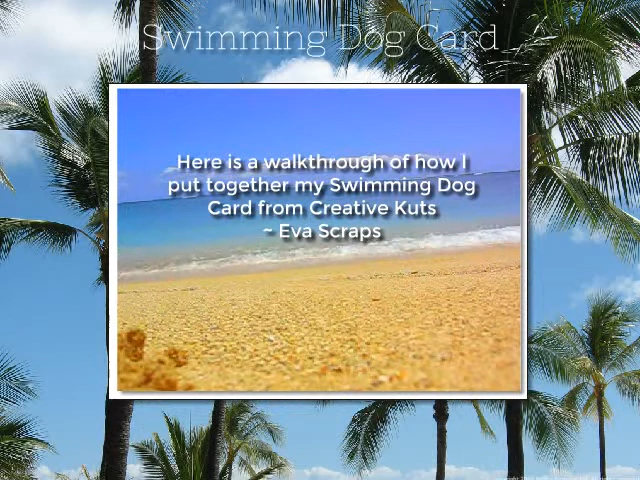 Swimming Dog Card
Here is a walkthrough of how I
put together my Swimming Dog
Card from Creative Kuts
~ Eva Scraps